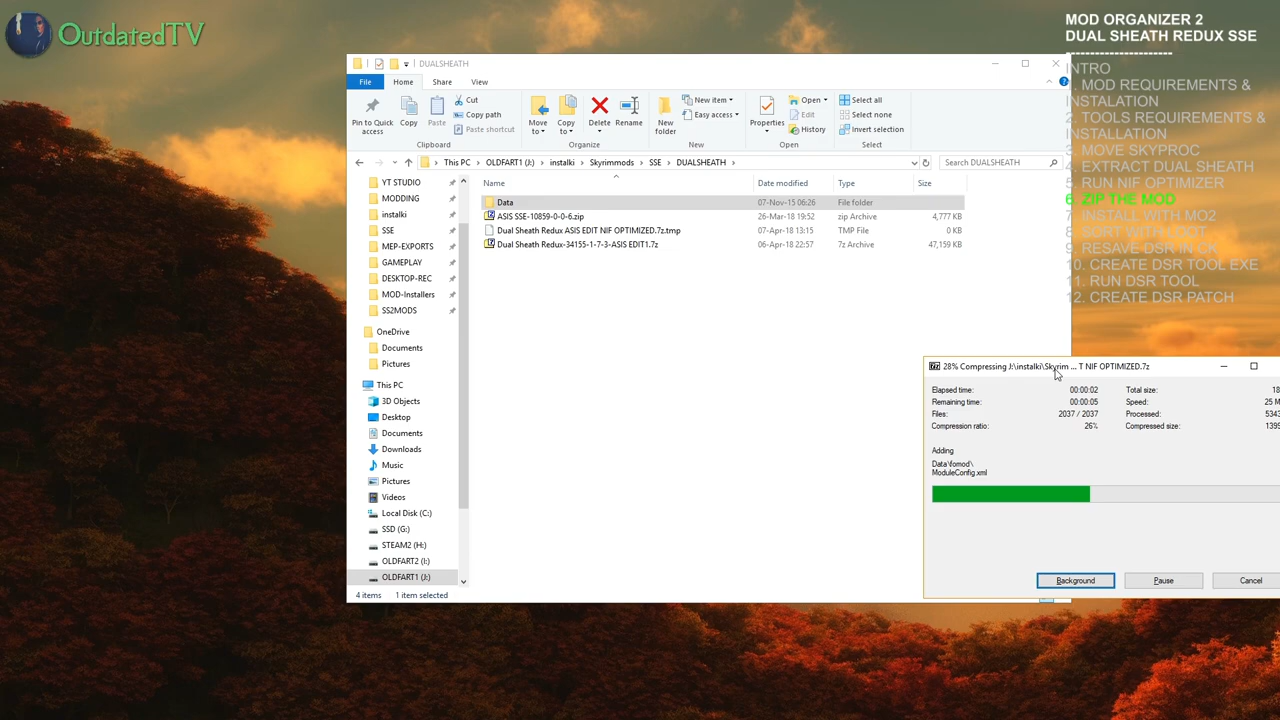 OutdatedTV
MOD ORGANIZER 2
DUAL SHEATH REDUX SSE
----------------------
INTRO
1. MOD REQUIREMENTS &
INSTALATION
2. TOOLS REQUIREMENTS &
INSTALLATION
3. MOVE SKYPROC
4. EXTRACT DUAL SHEATH
5. RUN NIF OPTIMIZER
6. ZIP THE MOD
7. INSTALL WITH MO2
8. SORT WITH LOOT
9. RESAVE DSR IN CK
10. CREATE DSR TOOL EXE
11. RUN DSR TOOL
12. CREATE DSR PATCH
DUALSHEATH
File Home Share View
Pin to Quick access
Copy
Paste
Cut
Copy path
Paste shortcut
Clipboard
Move to
Copy to
Delete
Rename
Organize
New folder
New item
Easy access
New
Properties
Open
Edit
History
Open
Select all
Select none
Invert selection
Select
This PC > OLDFART1 (J:) > instalki > Skyrimmods > SSE > DUALSHEATH >
Search DUALSHEATH
YT STUDIO
MODDING
instalki
SSE
MEP-EXPORTS
GAMEPLAY
DESKTOP-REC
MOD-Installers
SS2MODS
OneDrive
Documents
Pictures
This PC
3D Objects
Desktop
Documents
Downloads
Music
Pictures
Videos
Local Disk (C:)
SSD (G:)
STEAM2 (H:)
OLDFART2 (I:)
OLDFART1 (J:)
Name Date modified Type Size
Data 07-Nov-15 06:26 File folder
ASIS SSE-10859-0-0-6.zip 26-Mar-18 19:52 zip Archive 4,777 KB
Dual Sheath Redux ASIS EDIT NIF OPTIMIZED.7z.tmp 07-Apr-18 13:15 TMP File 0 KB
Dual Sheath Redux-34155-1-7-3-ASIS EDIT1.7z 06-Apr-18 22:57 7z Archive 47,159 KB
4 items 1 item selected
28% Compressing J:\instalki\Skyrim ... T NIF OPTIMIZED.7z
Elapsed time: 00:00:02 Total size: 18
Remaining time: 00:00:05 Speed: 25 M
Files: 2037 / 2037 Processed: 5343
Compression ratio: 26% Compressed size: 1395
Adding
Data\fomod\
ModuleConfig.xml
Background Pause Cancel